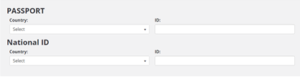 PASSPORT
Country: ID:
Select
National ID
Country: ID:
Select